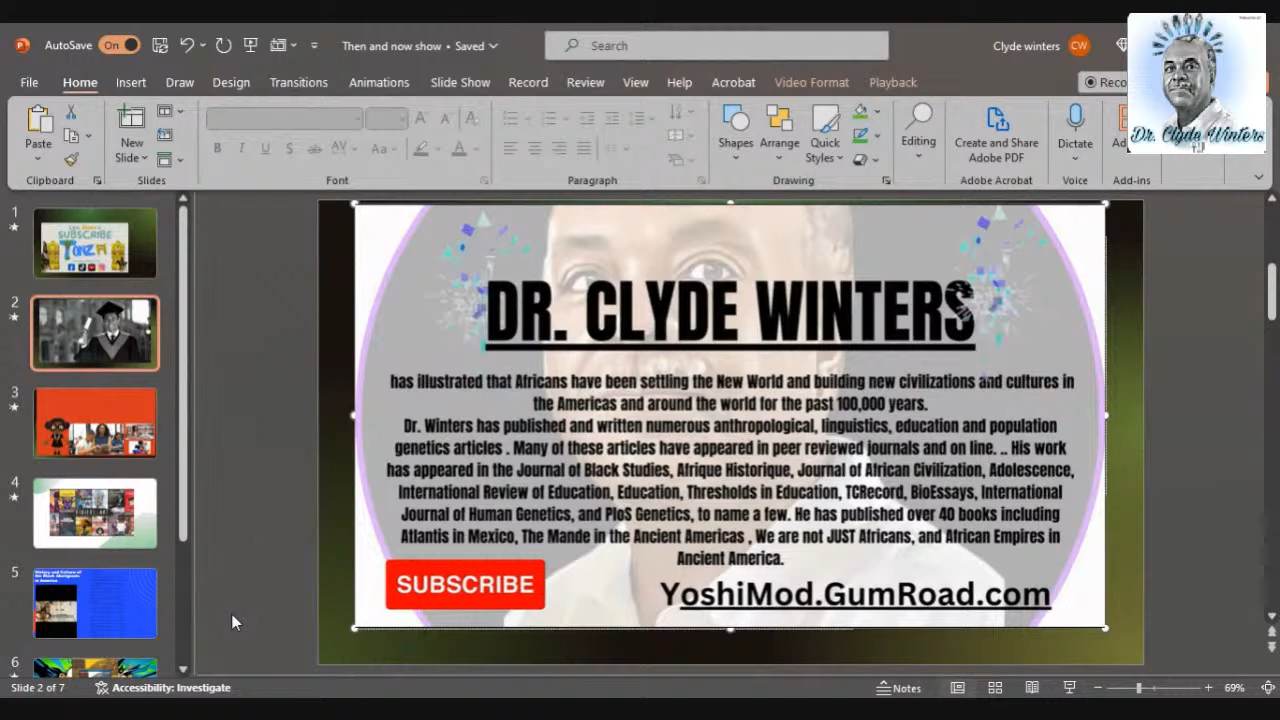 AutoSave On
Then and now show • Saved
Search
Clyde winters CW
File Home Insert Draw Design Transitions Animations Slide Show Record Review View Help Acrobat Video Format Playback
Dr. Clyde Winters
Paste
New Slide
Shapes Arrange Quick Styles
Editing
Create and Share Adobe PDF
Dictate
Clipboard Slides Font Paragraph Drawing Adobe Acrobat Voice Add-ins
1
SUBSCRIBE
2
3
4
5
6
DR. CLYDE WINTERS
has illustrated that Africans have been settling the New World and building new civilizations and cultures in
the Americas and around the world for the past 100,000 years.
Dr. Winters has published and written numerous anthropological, linguistics, education and population
genetics articles . Many of these articles have appeared in peer reviewed journals and on line. .. His work
has appeared in the Journal of Black Studies, Afrique Historique, Journal of African Civilization, Adolescence,
International Review of Education, Education, Thresholds in Education, TCRecord, BioEssays, International
Journal of Human Genetics, and PloS Genetics, to name a few. He has published over 40 books including
Atlantis in Mexico, The Mande in the Ancient Americas , We are not JUST Africans, and African Empires in
Ancient America.
SUBSCRIBE
YoshiMod.GumRoad.com
Slide 2 of 7
Accessibility: Investigate
Notes
69%